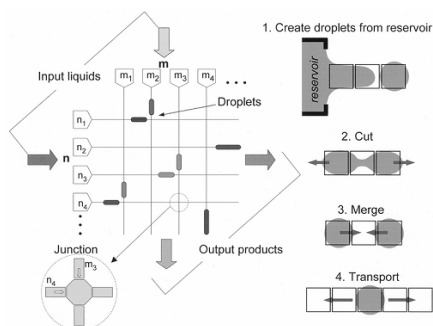 m
Input liquids
m1 m2 m3 m4
Droplets
n1
n2
n n3
n4
Junction
Output products
m3
n4
1. Create droplets from reservoir
reservoir
2. Cut
3. Merge
4. Transport